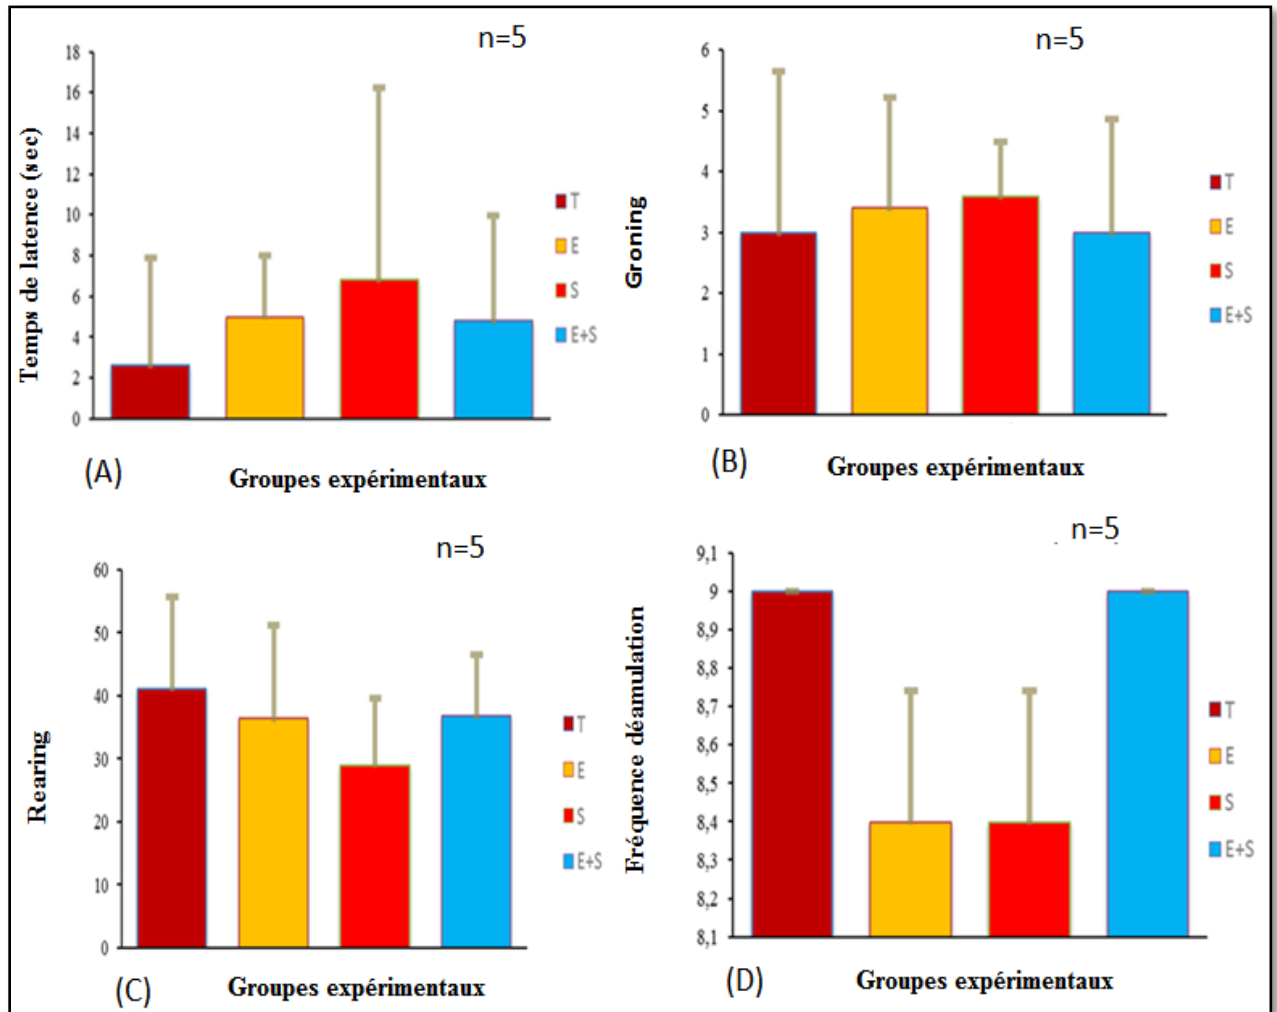 n=5
Temps de latence (sec)
18
16
14
12
10
8
6
4
2
0
T
E
S
E+S
(A)
Groupes expérimentaux
n=5
Groning
6
5
4
3
2
1
0
T
E
S
E+S
(B)
Groupes expérimentaux
n=5
Rearing
60
50
40
30
20
10
0
T
E
S
E+S
(C)
Groupes expérimentaux
n=5
Fréquence déamulation
9,1
9
8,9
8,8
8,7
8,6
8,5
8,4
8,3
8,2
8,1
T
E
S
E+S
(D)
Groupes expérimentaux